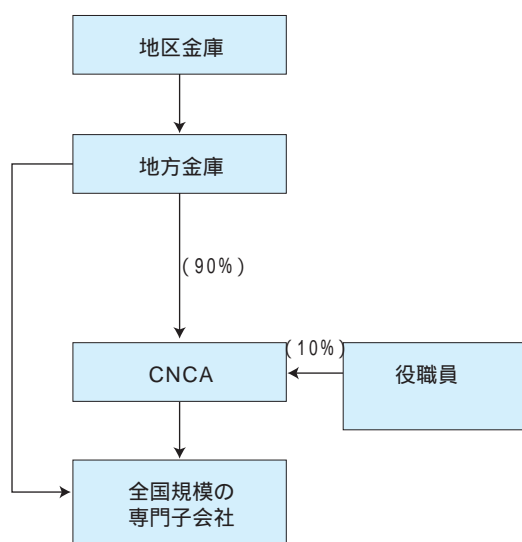 地区金庫
地方金庫
(90%)
(10%)
CNCA
役職員
全国規模の
専門子会社